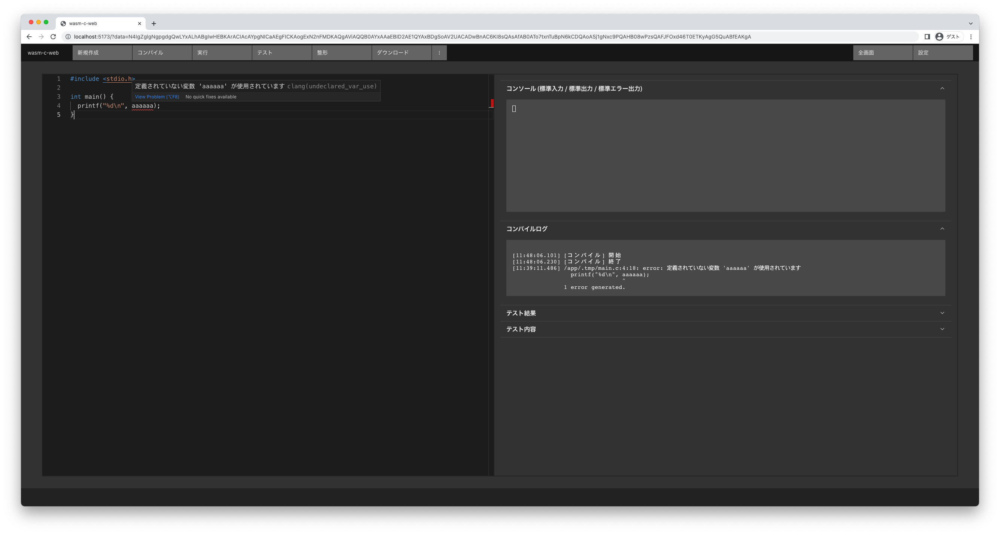 wasm-c-web
localhost:5173/?data=N4IgZgIgNgpgdgQwLYxALhABgIwHEBKArACIAcAYpgNICaAEgFICKAogExN2nFMDKAQgAViAQQB0AYxAAaEBID2AE1QYAxBDgSoAV2UACADwBnAC6KI8sQAsAfAB0ATo7txnTuBpN6kCDQAoASj1gNxc9PQAHB08wPzsQAFJFOxd46T0ETKyAgG5QuABfEAKgA
ゲスト
wasm-c-web
新規作成
コンパイル
実行
テスト
整形
ダウンロード
全画面
設定
1 #include <stdio.h>
2
定義されていない変数 'aaaaaa' が使用されています clang(undeclared_var_use)
View Problem (⌥F8) No quick fixes available
3 int main() {
4 printf("%d\n", aaaaaa);
5 }
コンソール (標準入力 / 標準出力 / 標準エラー出力)
コンパイルログ
[11:48:06.101] [コンパイル] 開始
[11:48:06.230] [コンパイル] 終了
[11:39:11.486] /app/.tmp/main.c:4:18: error: 定義されていない変数 'aaaaaa' が使用されています
printf("%d\n", aaaaaa);
^
1 error generated.
テスト結果
テスト内容